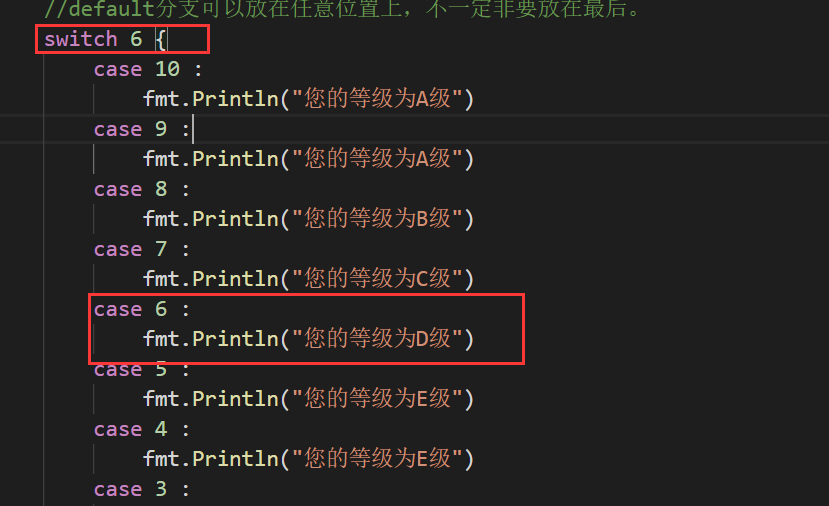 //default分支可以放在任意位置上，不一定非要放在最后。
switch 6 {
case 10 :
fmt.Println("您的等级为A级")
case 9 :
fmt.Println("您的等级为A级")
case 8 :
fmt.Println("您的等级为B级")
case 7 :
fmt.Println("您的等级为C级")
case 6 :
fmt.Println("您的等级为D级")
case 5 :
fmt.Println("您的等级为E级")
case 4 :
fmt.Println("您的等级为E级")
case 3 :